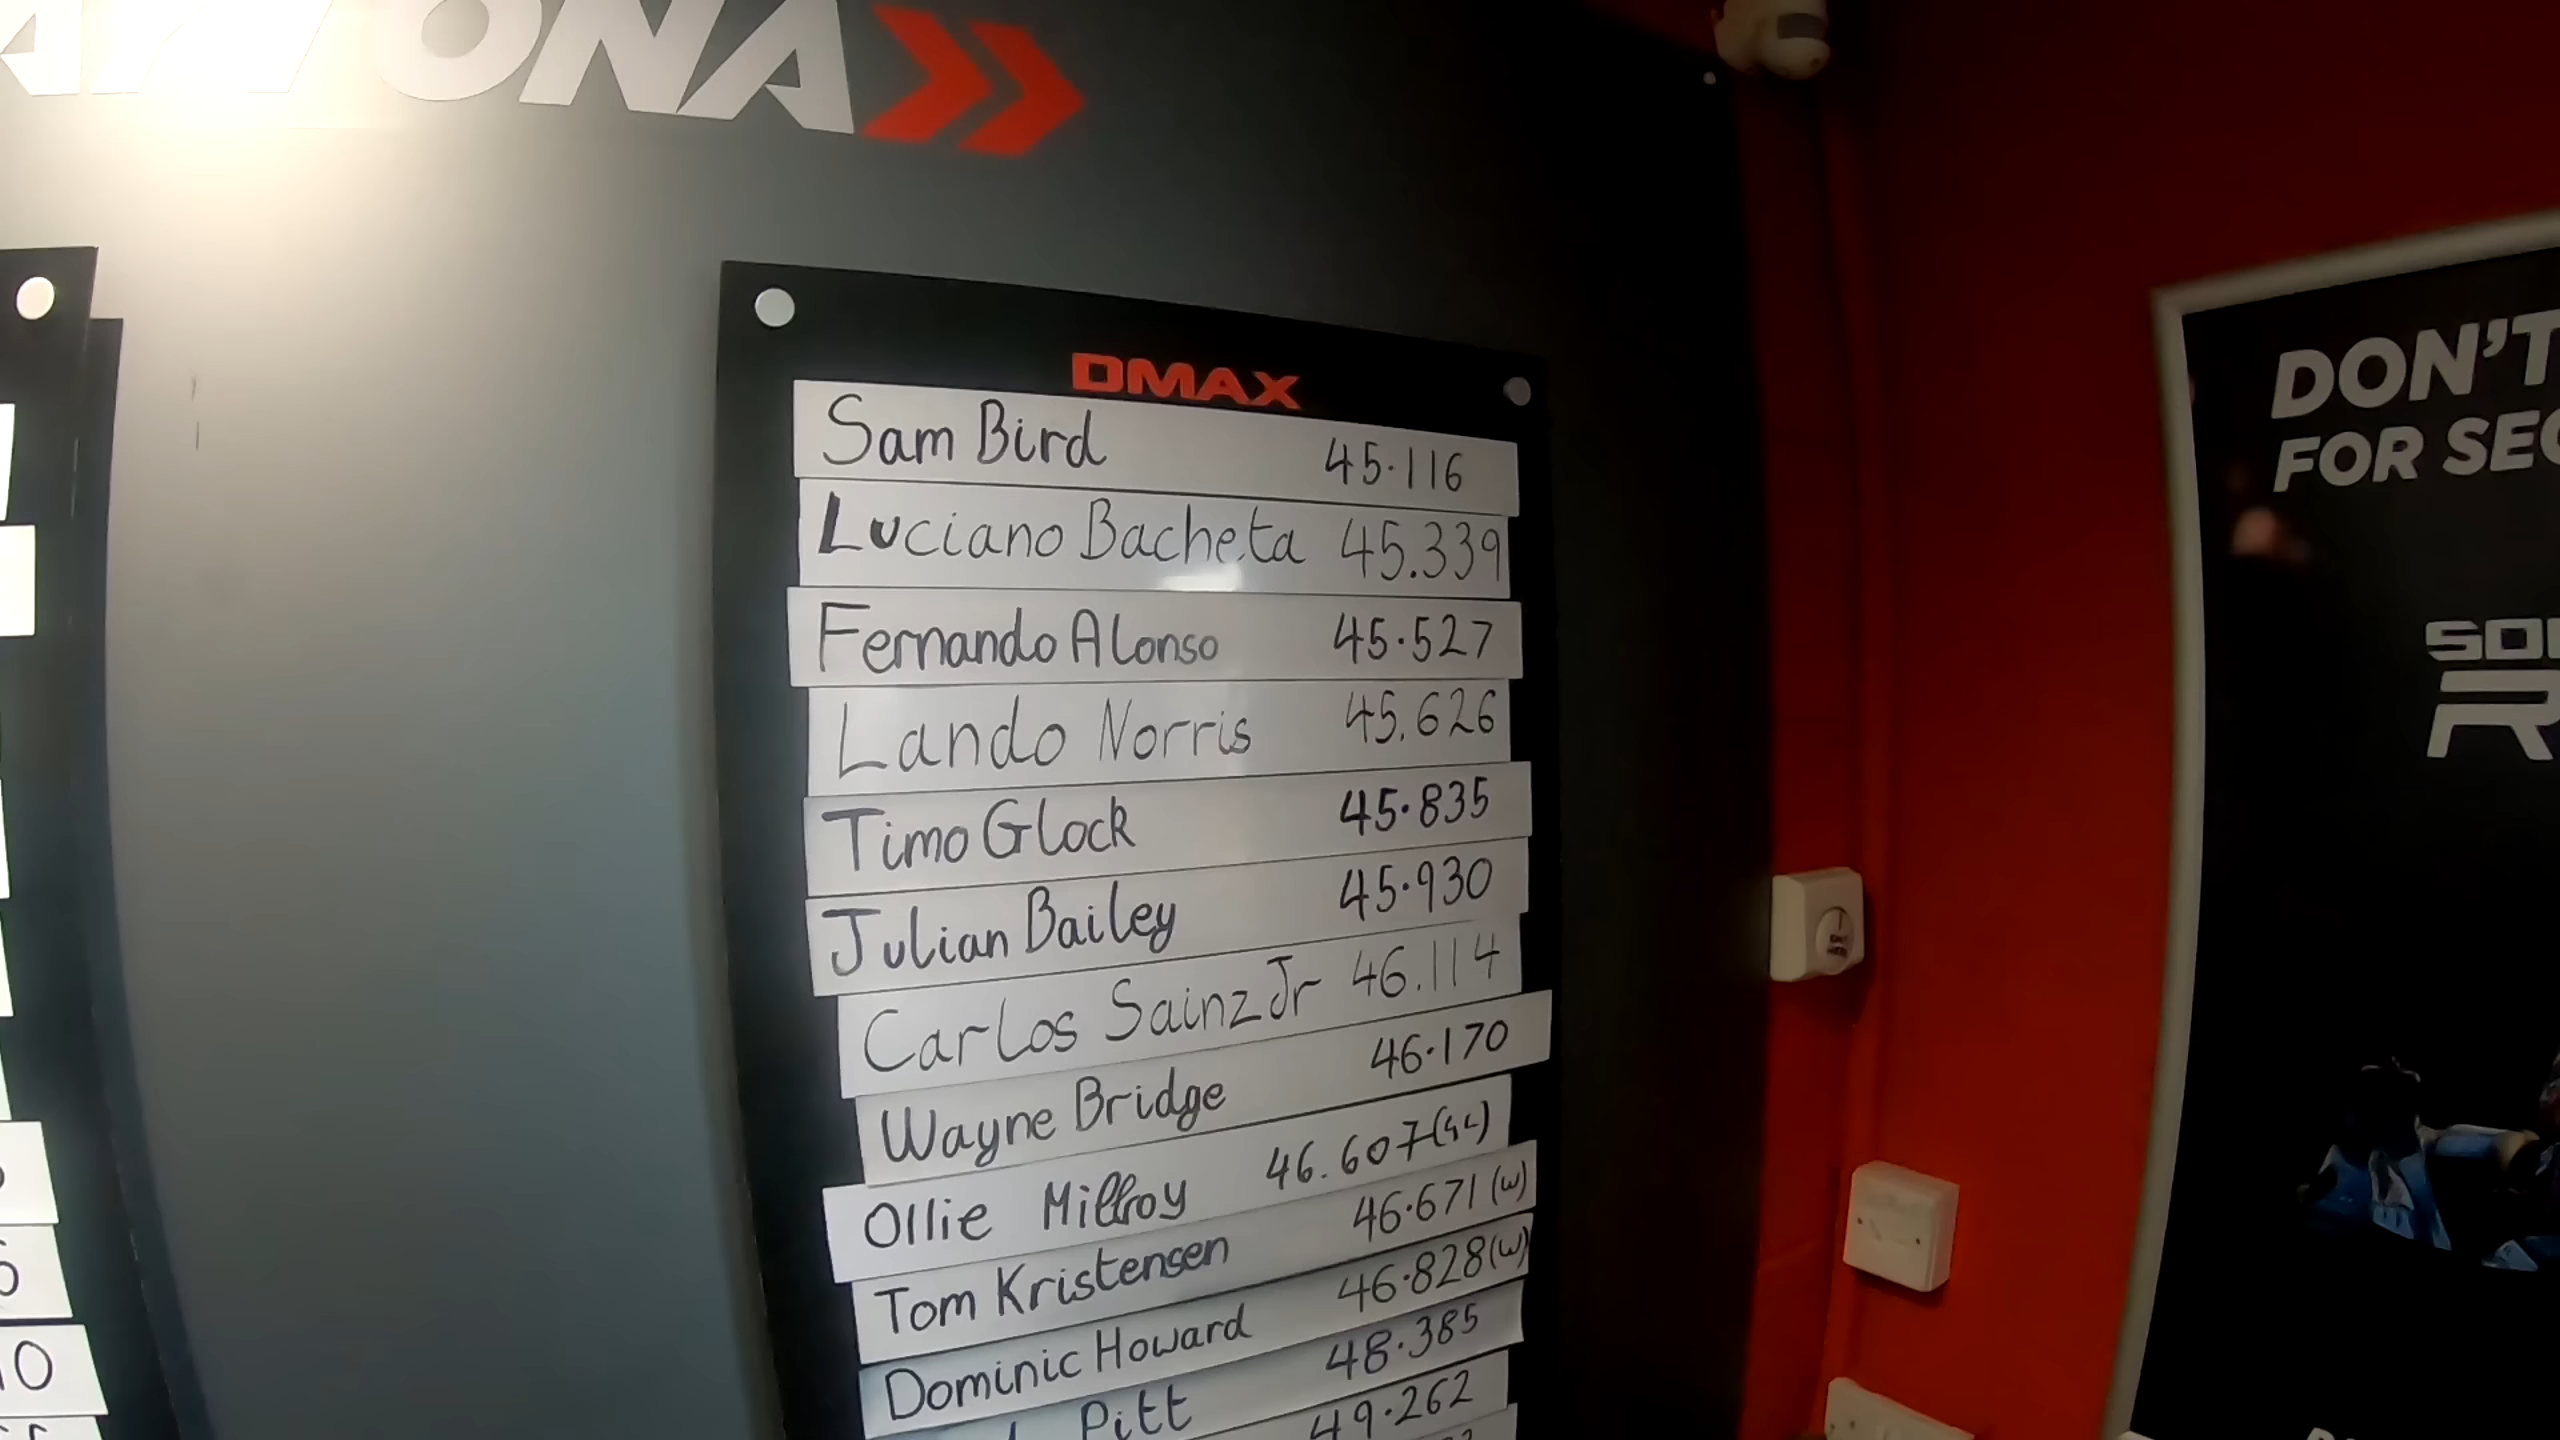 DMAX
Sam Bird 45.116
Luciano Bacheta 45.339
Fernando Alonso 45.527
Lando Norris 45.626
Timo Glock 45.835
Julian Bailey 45.930
Carlos Sainz Jr 46.114
Wayne Bridge 46.170
Ollie Millroy 46.607
Tom Kristensen 46.671 (W)
Dominic Howard 46.828 (W)
Pitt 48.385
49.262
DON'T
FOR